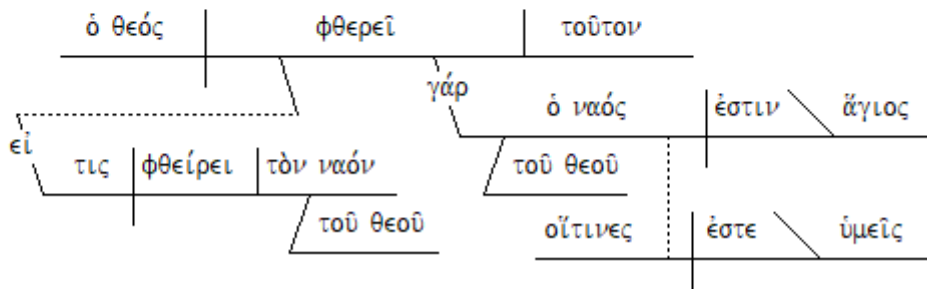 ὁ θεός φθερεῖ τοῦτον
γάρ
ὁ ναός ἐστιν ἅγιος
εἰ
τις φθείρει τὸν ναόν
τοῦ θεοῦ
τοῦ θεοῦ
οἵτινες ἐστε ὑμεῖς